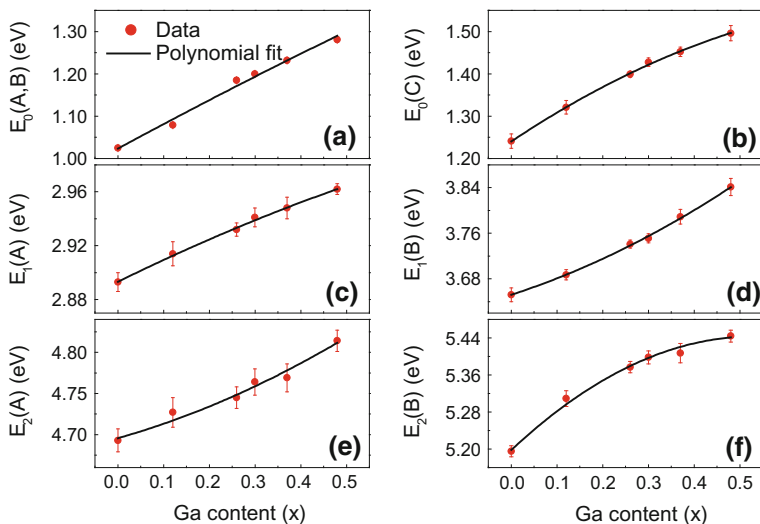 Data
Polynomial fit
E0(A,B) (eV)
1.30
1.20
1.10
1.00
(a)
E0(C) (eV)
1.50
1.40
1.30
1.20
(b)
E1(A) (eV)
2.96
2.92
2.88
(c)
E1(B) (eV)
3.84
3.76
3.68
(d)
E2(A) (eV)
4.80
4.75
4.70
(e)
E2(B) (eV)
5.44
5.36
5.28
5.20
(f)
0.0 0.1 0.2 0.3 0.4 0.5
0.0 0.1 0.2 0.3 0.4 0.5
Ga content (x)
Ga content (x)